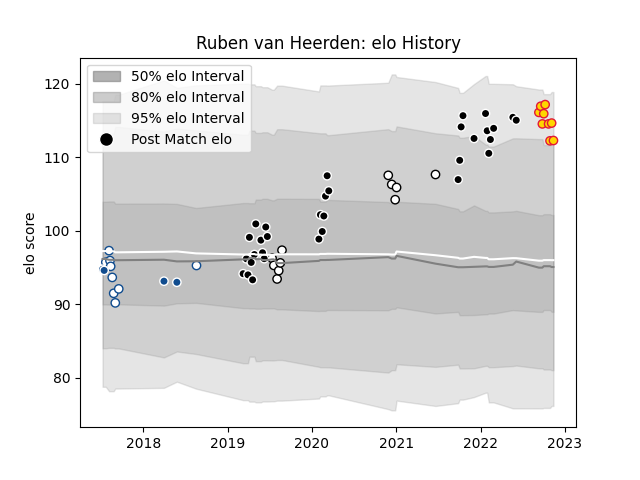 Ruben van Heerden: elo History
50% elo Interval
80% elo Interval
95% elo Interval
Post Match elo
elo score
120
110
100
90
80
2018 2019 2020 2021 2022 2023